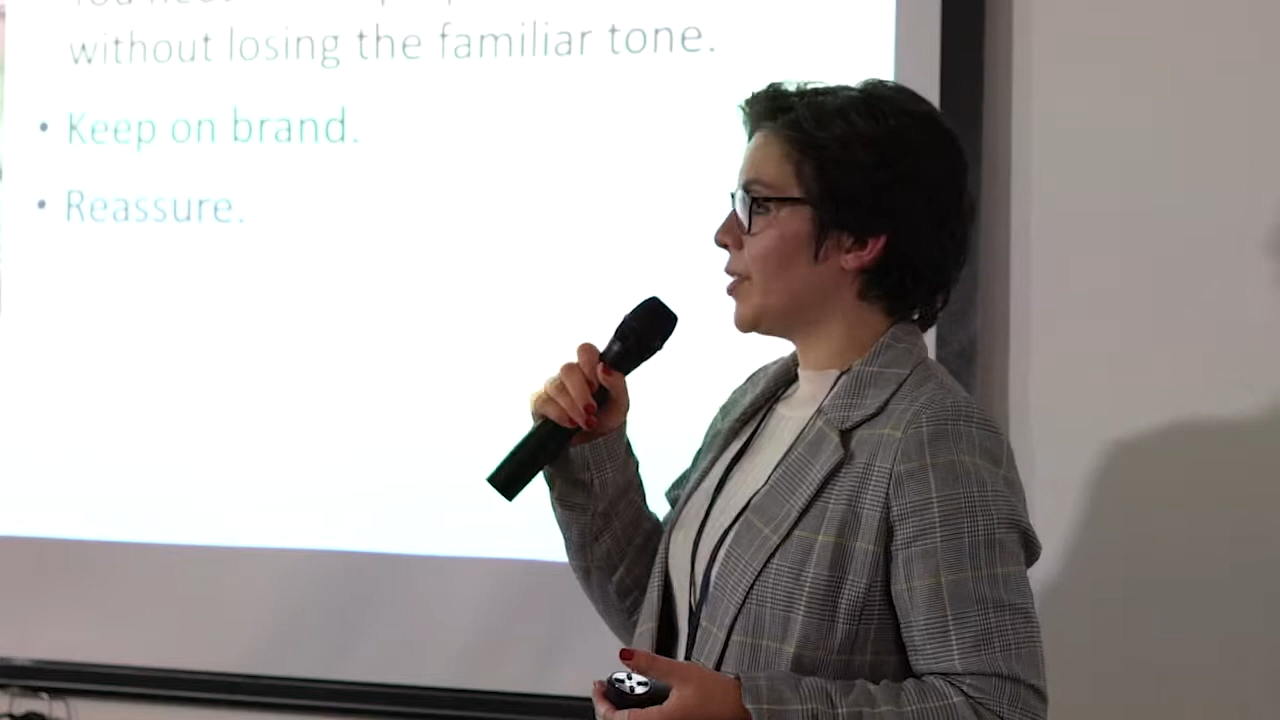 without losing the familiar tone.
• Keep on brand.
• Reassure.